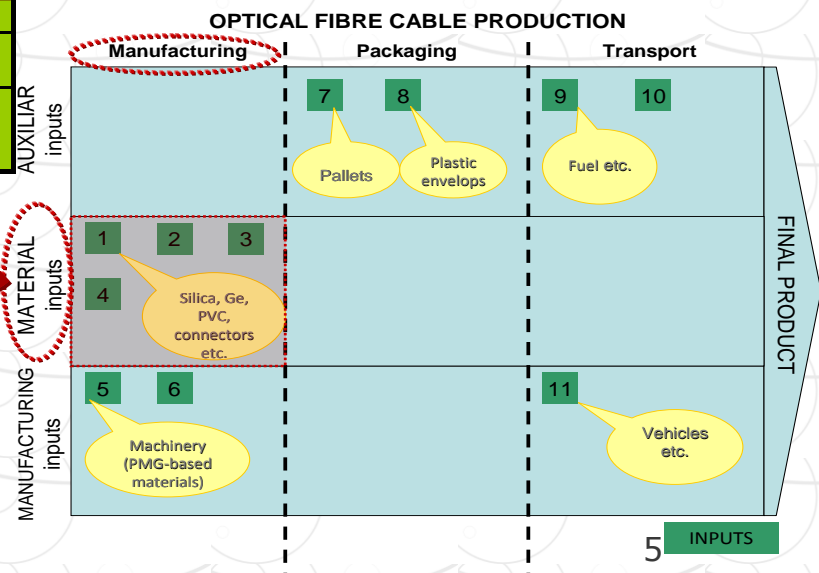 OPTICAL FIBRE CABLE PRODUCTION
Manufacturing
Packaging
Transport
AUXILIAR
inputs
7
8
9
10
Pallets
Plastic
envelops
Fuel etc.
MATERIAL
inputs
1
2
3
4
Silica, Ge,
PVC,
connectors
etc.
FINAL PRODUCT
MANUFACTURING
inputs
5
6
11
Machinery
(PMG-based
materials)
Vehicles
etc.
5
INPUTS